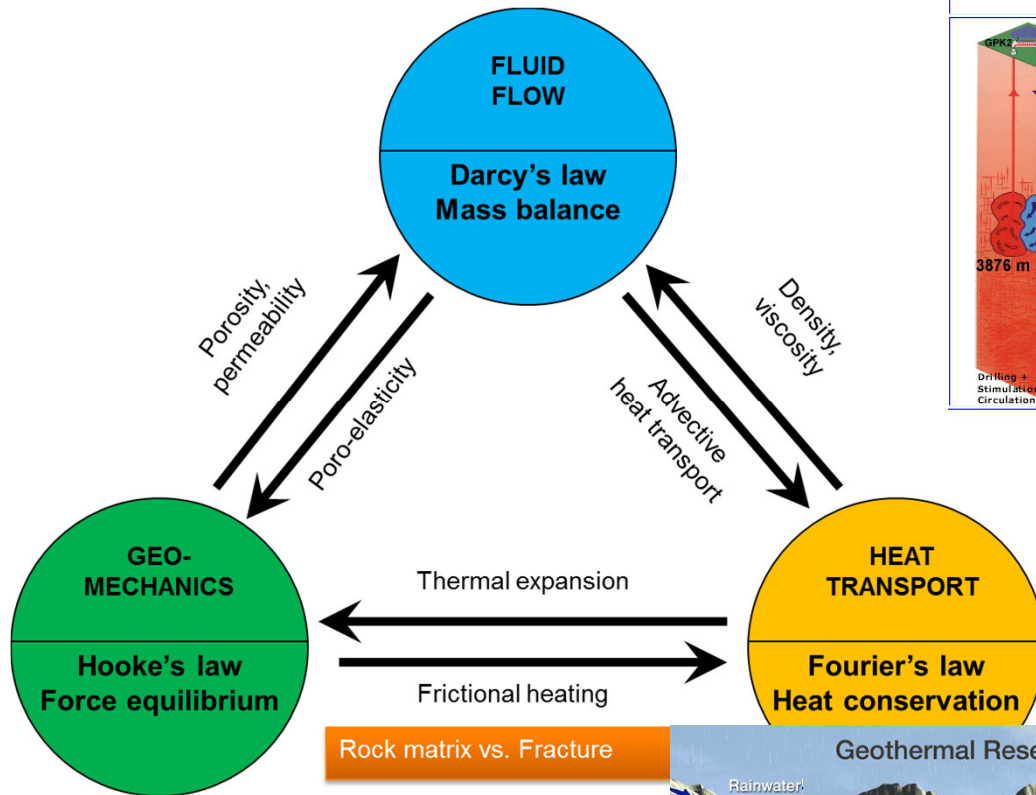 FLUID
FLOW
Darcy's law
Mass balance
Porosity,
permeability
Poro-elasticity
Density,
viscosity
Advective
heat transport
GEO-
MECHANICS
Hooke's law
Force equilibrium
Thermal expansion
Frictional heating
HEAT
TRANSPORT
Fourier's law
Heat conservation
Rock matrix vs. Fracture
GPK2
3876 m
Drilling +
Circulation
Geothermal
Rainwater